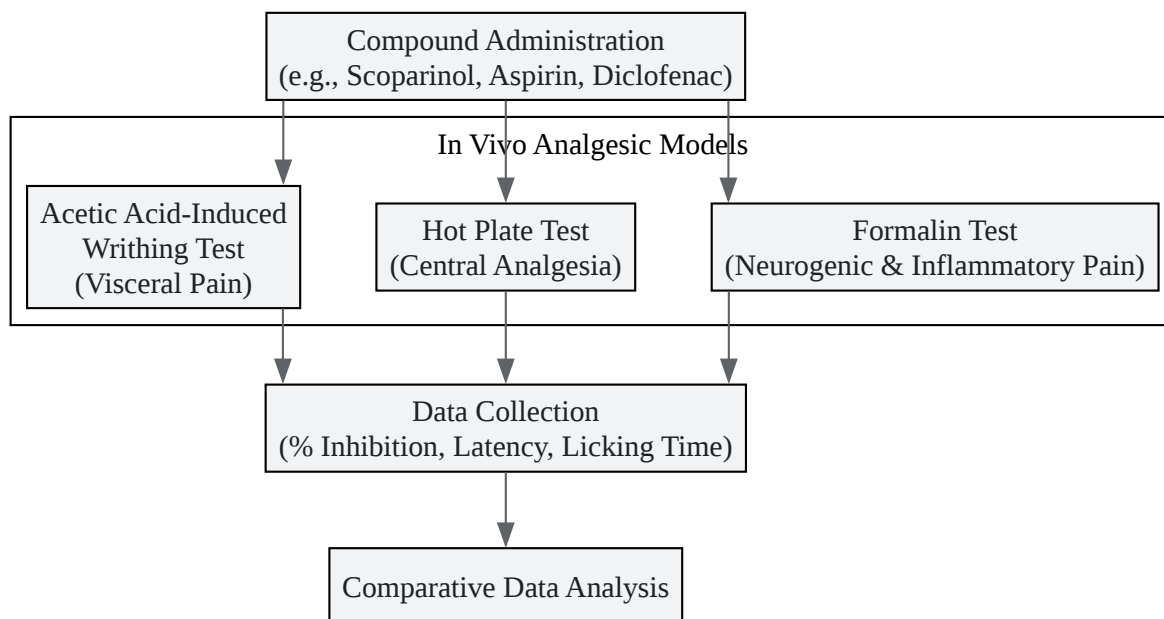 Compound Administration
(e.g., Scoparinol, Aspirin, Diclofenac)
In Vivo Analgesic Models
Acetic Acid-Induced
Writhing Test
(Visceral Pain)
Hot Plate Test
(Central Analgesia)
Formalin Test
(Neurogenic & Inflammatory Pain)
Data Collection
(% Inhibition, Latency, Licking Time)
Comparative Data Analysis